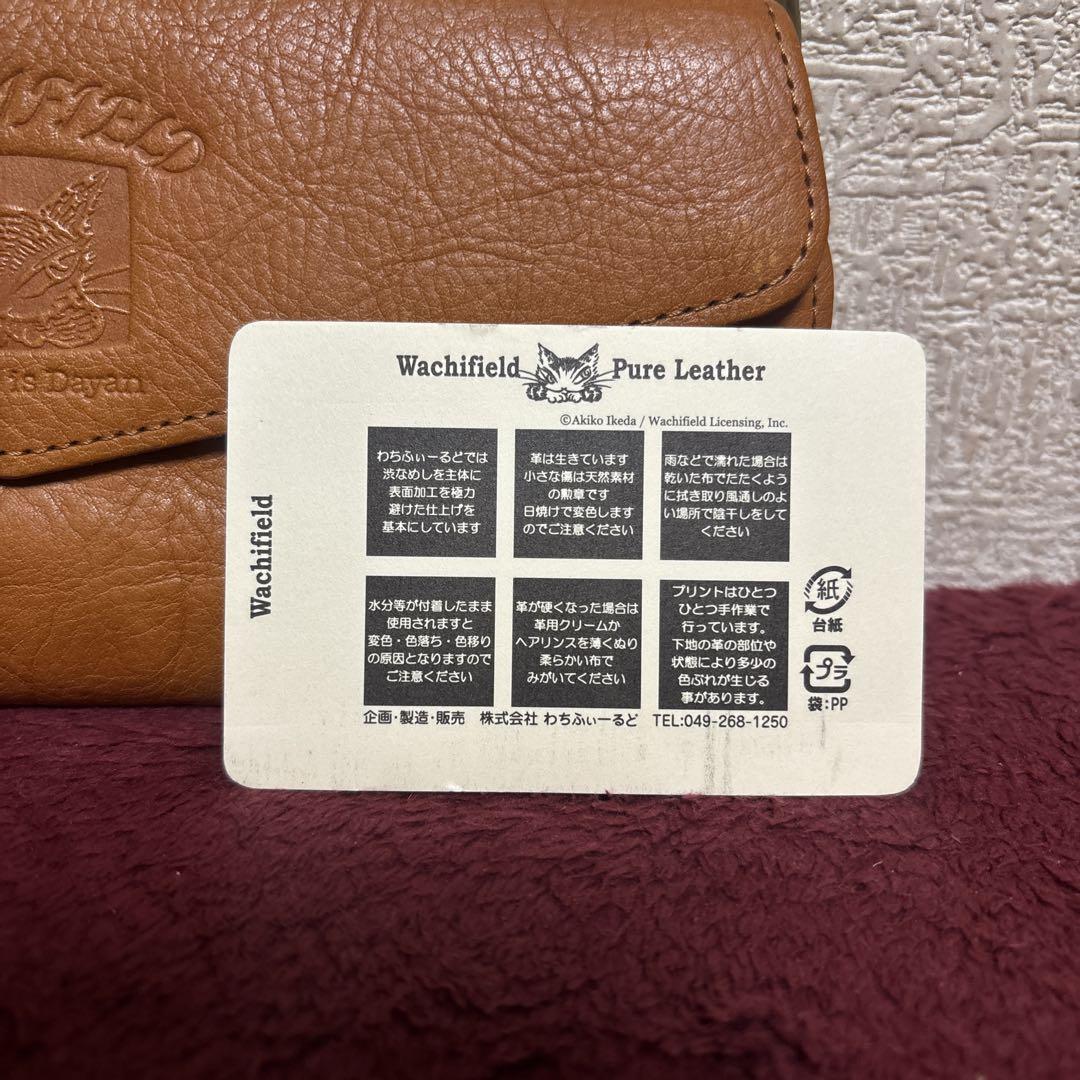 is Dayan
Wachifield Pure Leather
©Akiko Ikeda / Wachifield Licensing, Inc.
Wachifield
わちふぃーるどでは
渋なめしを主体に
表面加工を極力
避けた仕上げを
基本にしています
革は生きています
小さな傷は天然素材
の勲章です
日焼けで変色します
のでご注意ください
雨などで濡れた場合は
乾いた布でたたくよう
に拭き取り風通しのよ
い場所で陰干しをして
ください
水分等が付着したまま
使用されますと
変色・色落ち・色移り
の原因となりますので
ご注意ください
革が硬くなった場合は
革用クリームか
ヘアリンスを薄くぬり
柔らかい布で
みがいてください
プリントはひとつ
ひとつ手作業で
行っています。
下地の革の部位や
状態により多少の
色ぶれが生じる
事があります。
紙
台紙
プラ
袋:PP
企画・製造・販売 株式会社 わちふぃーるど TEL:049-268-1250